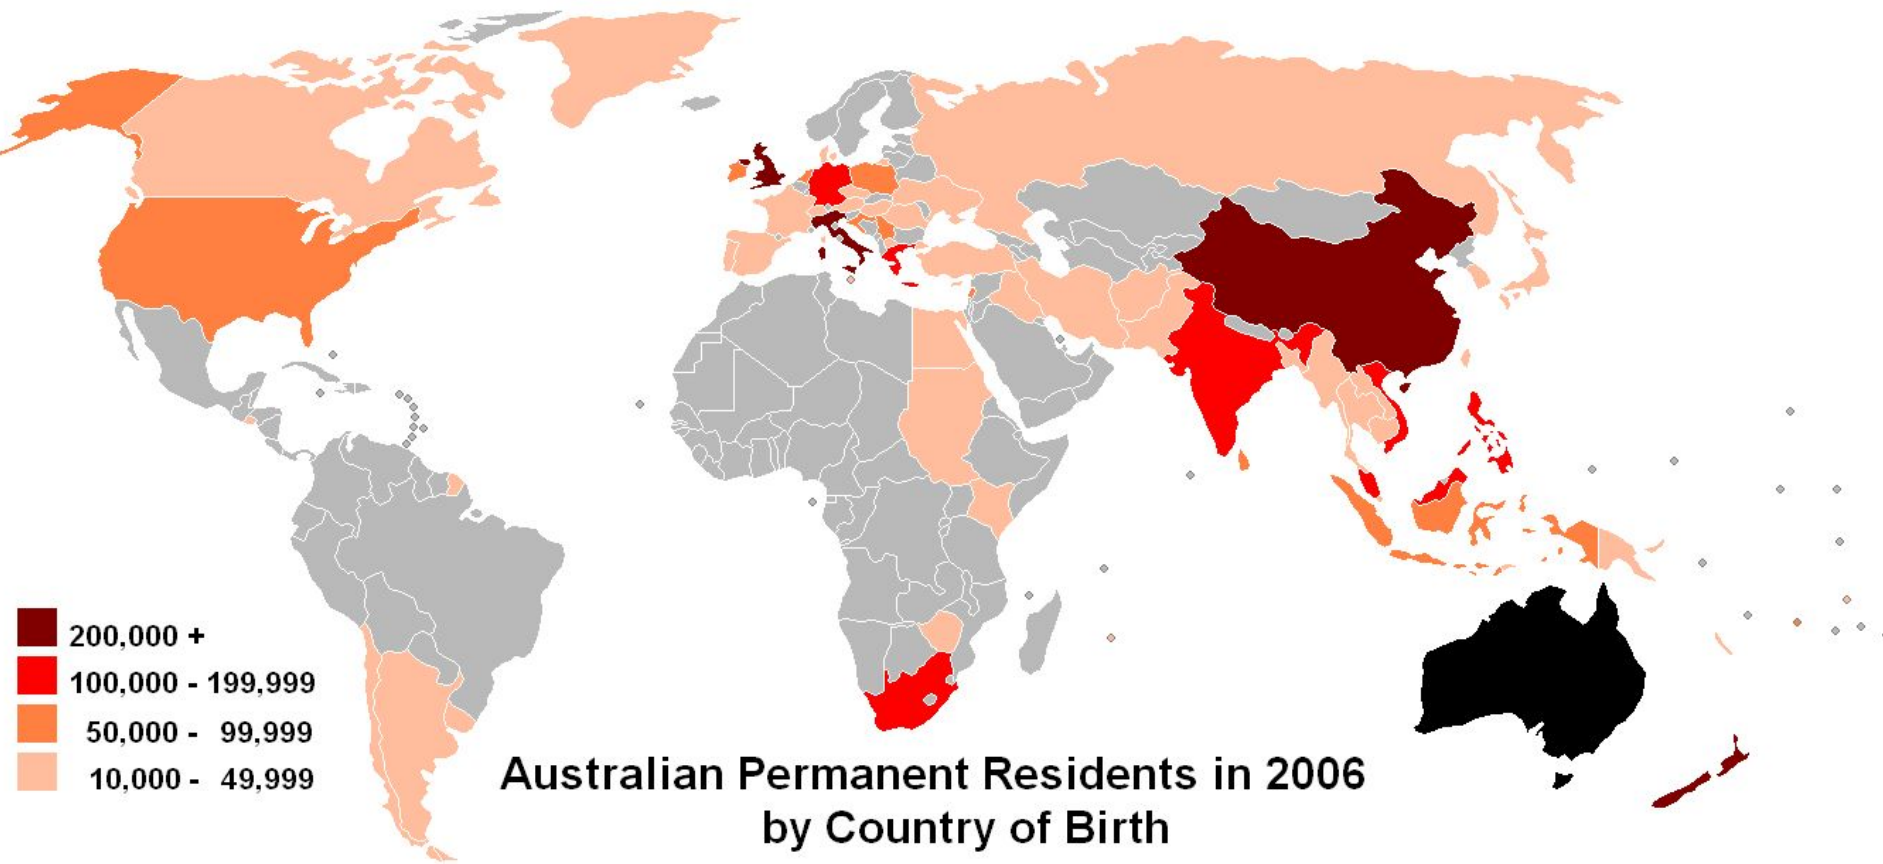 200,000 +
100,000 - 199,999
50,000 - 99,999
10,000 - 49,999
Australian Permanent Residents in 2006
by Country of Birth